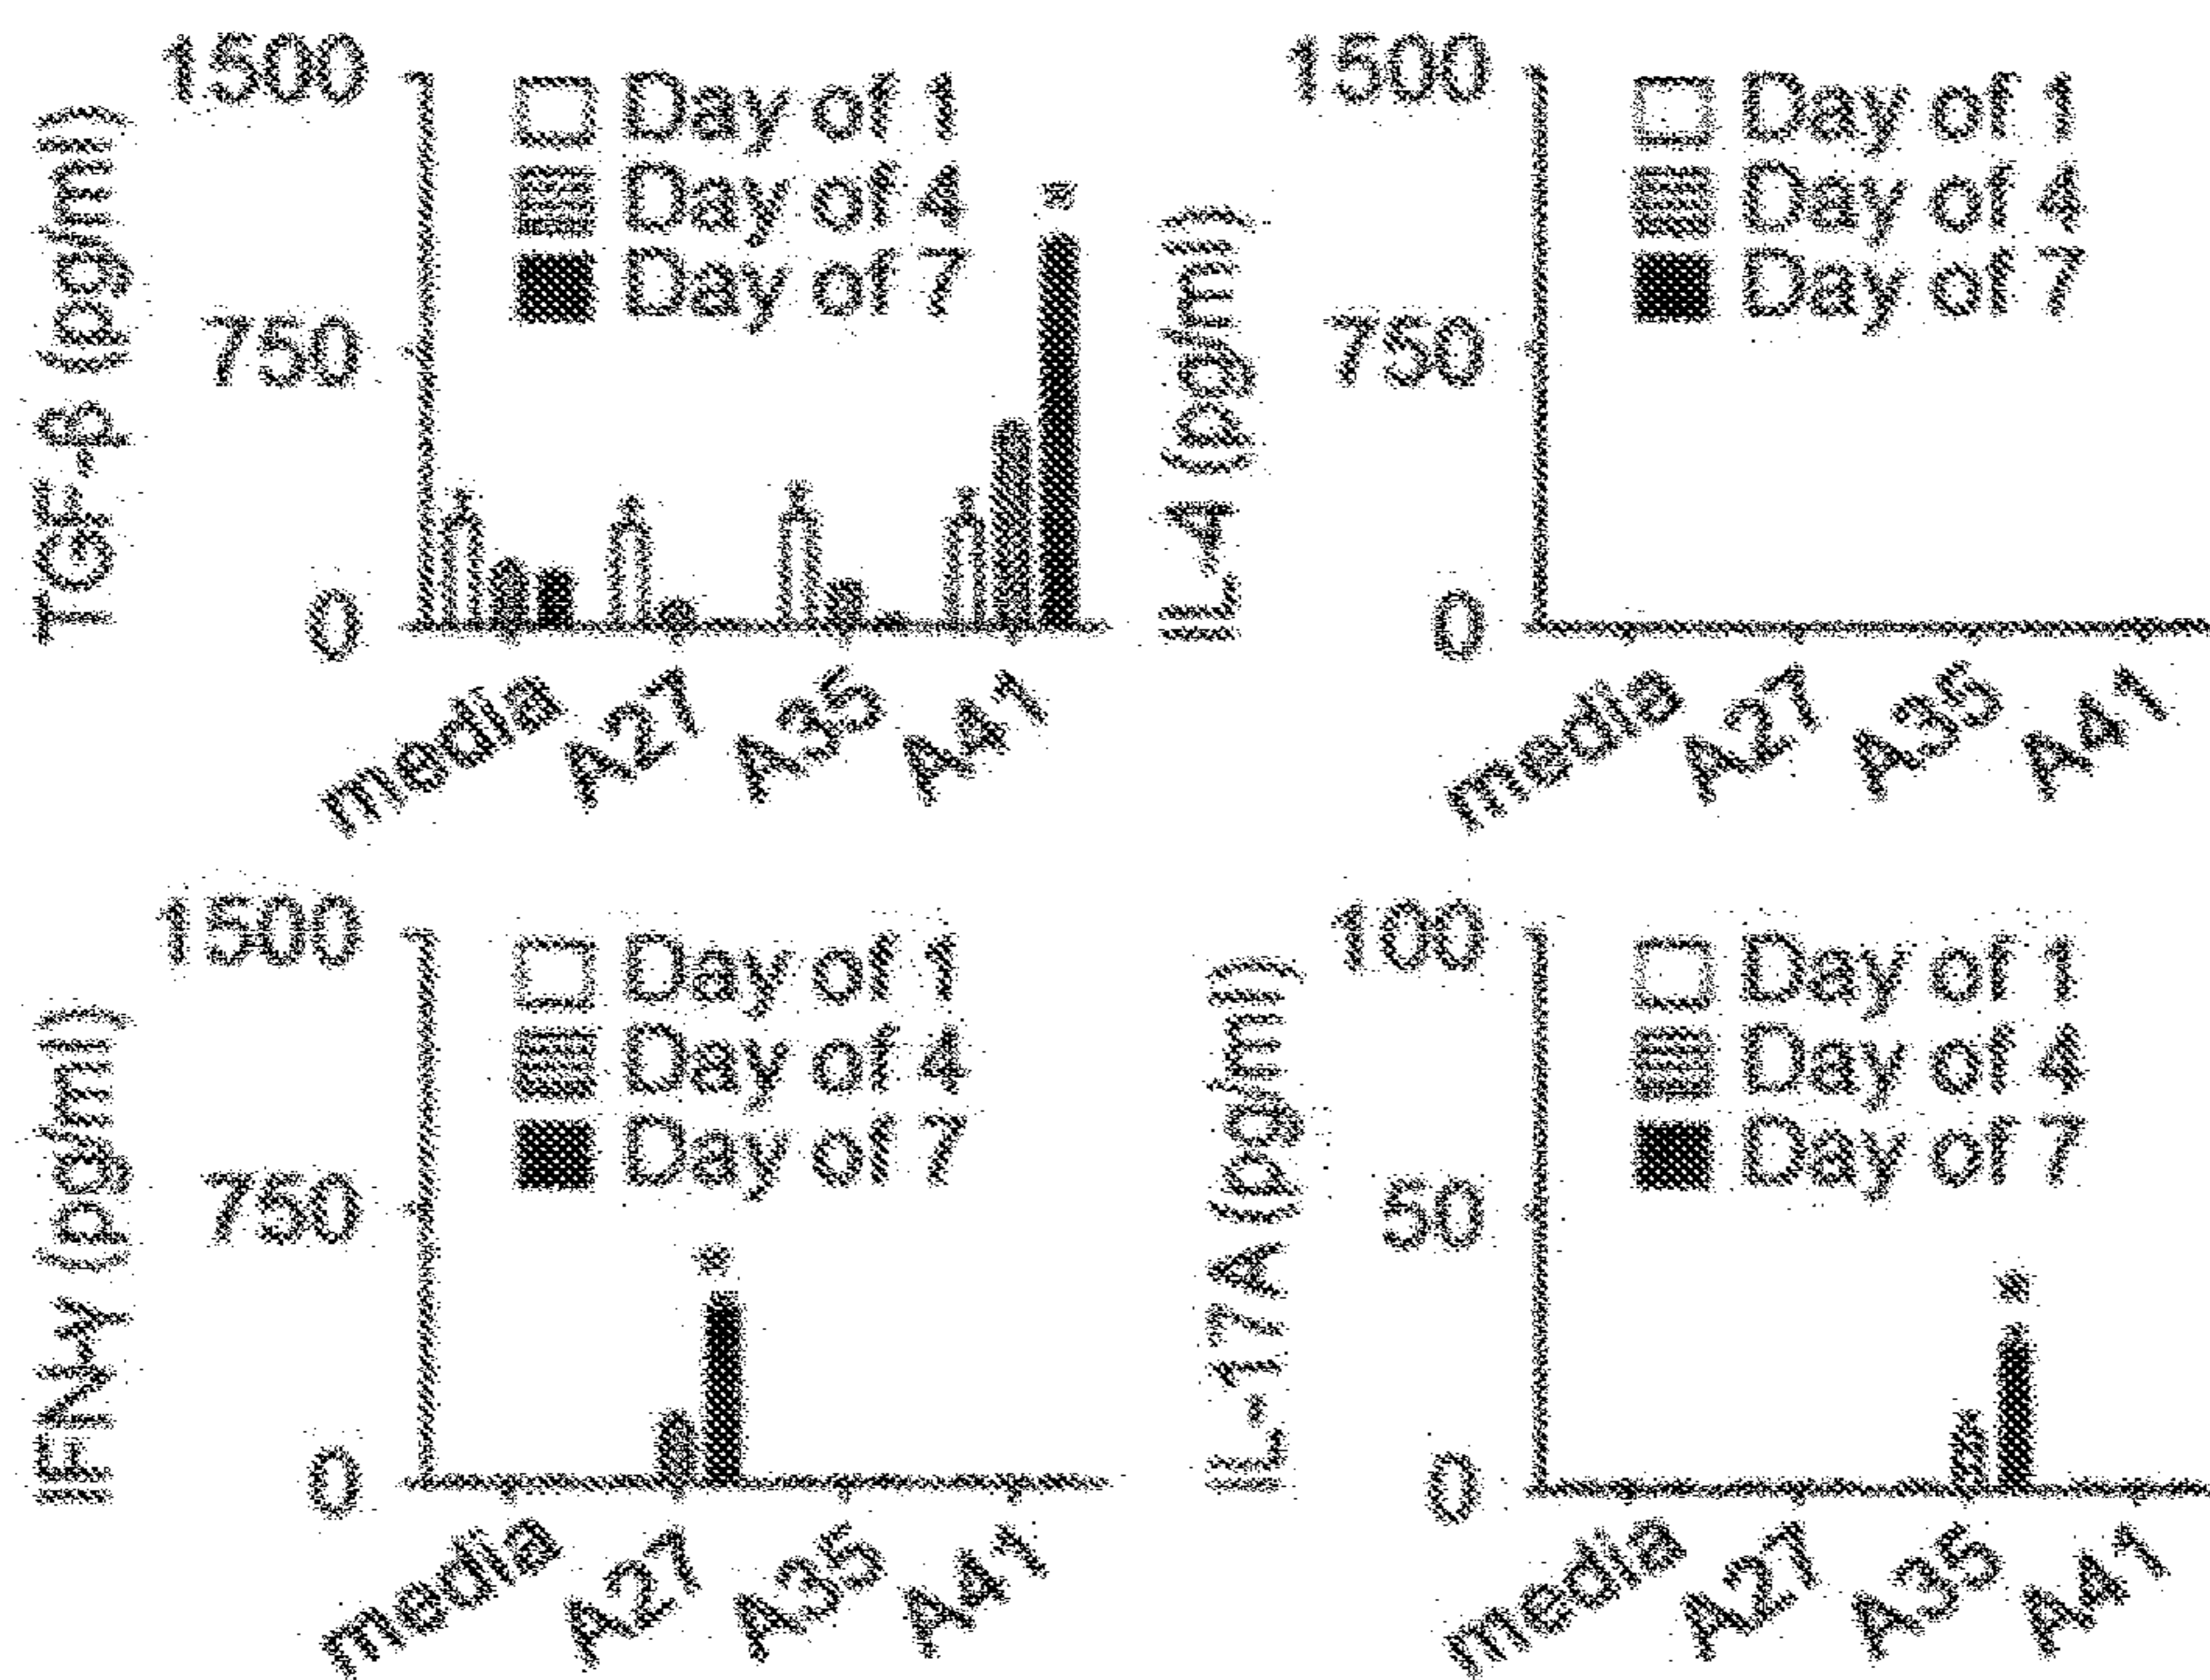 TGF-β (pg/ml)
1500
750
0
Day of 1
Day of 4
Day of 7
*
media
A27
A35
A41
IL-4 (pg/ml)
1500
750
0
Day of 1
Day of 4
Day of 7
media
A27
A35
A41
IFN-γ (pg/ml)
1500
750
0
Day of 1
Day of 4
Day of 7
*
media
A27
A35
A41
IL-17A (pg/ml)
100
50
0
Day of 1
Day of 4
Day of 7
*
media
A27
A35
A41